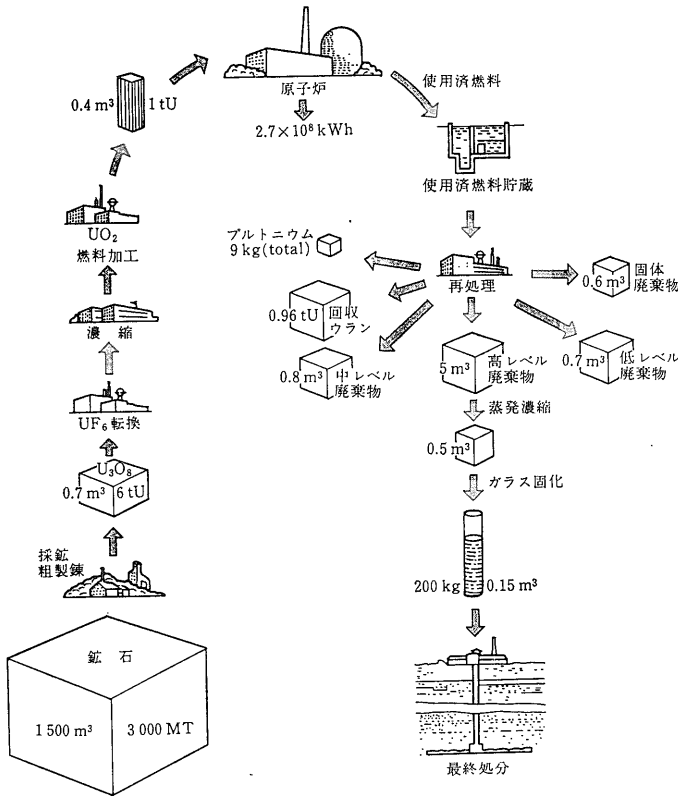 原子炉
2.7×10⁸kWh
0.4 m³
1 tU
UO₂
燃料加工
濃縮
UF₆転換
U₃O₈
0.7 m³
6 tU
採鉱
粗製錬
鉱石
1 500 m³
3 000 MT
使用済燃料
使用済燃料貯蔵
再処理
プルトニウム
9 kg(total)
0.96 tU
回収
ウラン
0.8 m³
中レベル
廃棄物
5 m³
高レベル
廃棄物
0.6 m³
固体
廃棄物
0.7 m³
低レベル
廃棄物
蒸発濃縮
0.5 m³
ガラス固化
200 kg
0.15 m³
最終処分